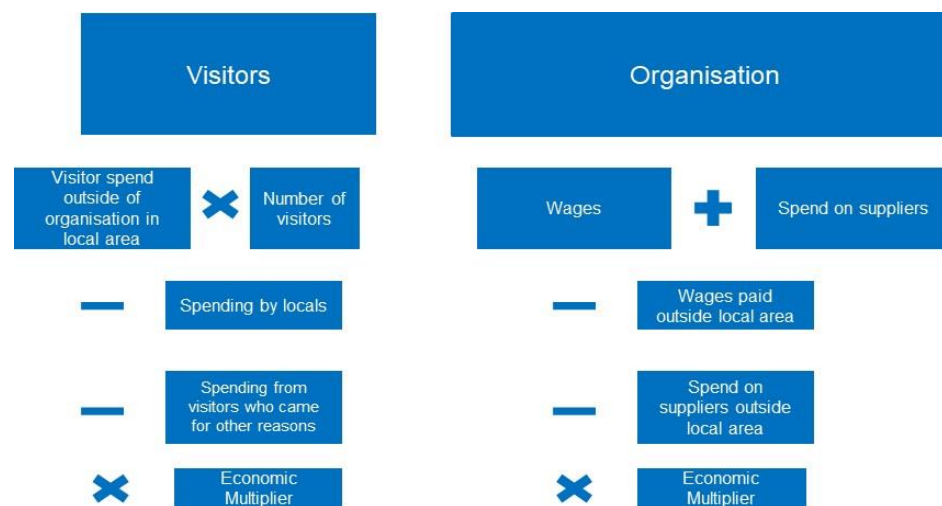 Visitors
Organisation
Visitor spend
outside of
organisation in
local area
Number of
visitors
Wages
Spend on suppliers
Spending by locals
Wages paid
outside local area
Spending from
visitors who came
for other reasons
Spend on
suppliers outside
local area
Economic
Multiplier
Economic
Multiplier